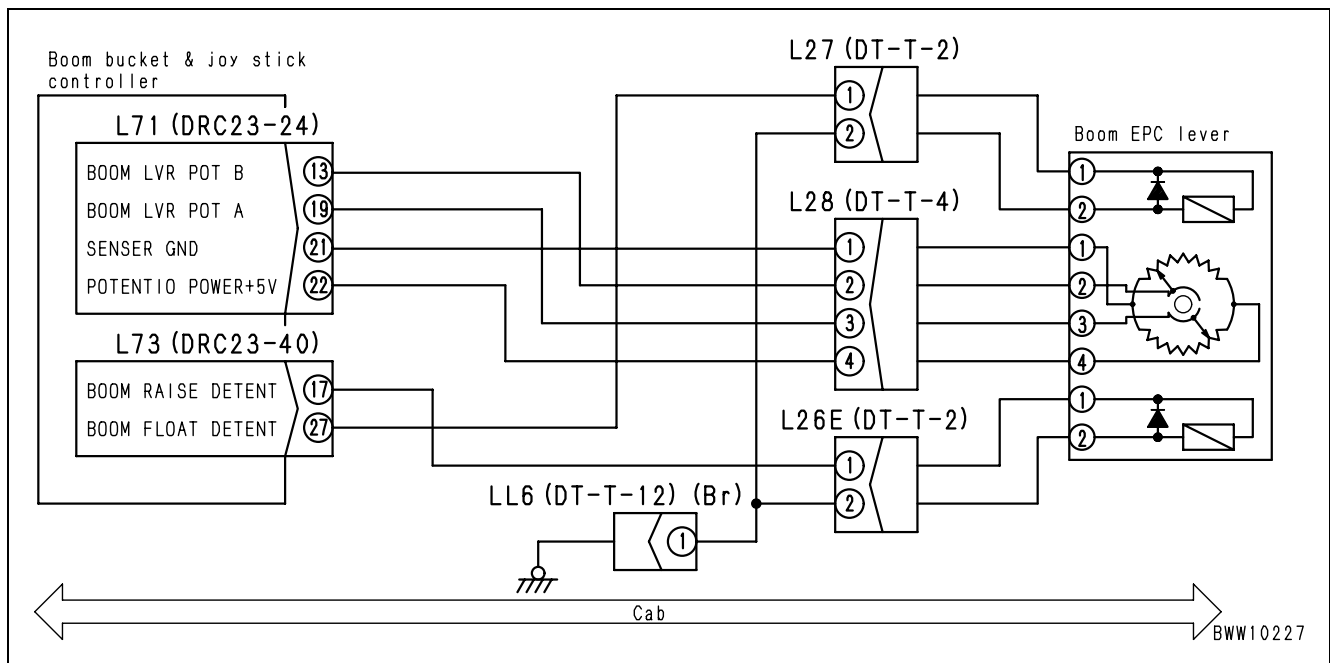 Boom bucket & joy stick
controller
L71 (DRC23-24)
BOOM LVR POT B 13
BOOM LVR POT A 19
SENSER GND 21
POTENTIO POWER+5V 22
L73 (DRC23-40)
BOOM RAISE DETENT 17
BOOM FLOAT DETENT 27
L27 (DT-T-2)
1
2
L28 (DT-T-4)
1
2
3
4
L26E (DT-T-2)
1
2
LL6 (DT-T-12) (Br)
1
Boom EPC lever
1
2
1
2
3
4
1
2
Cab
BWW10227